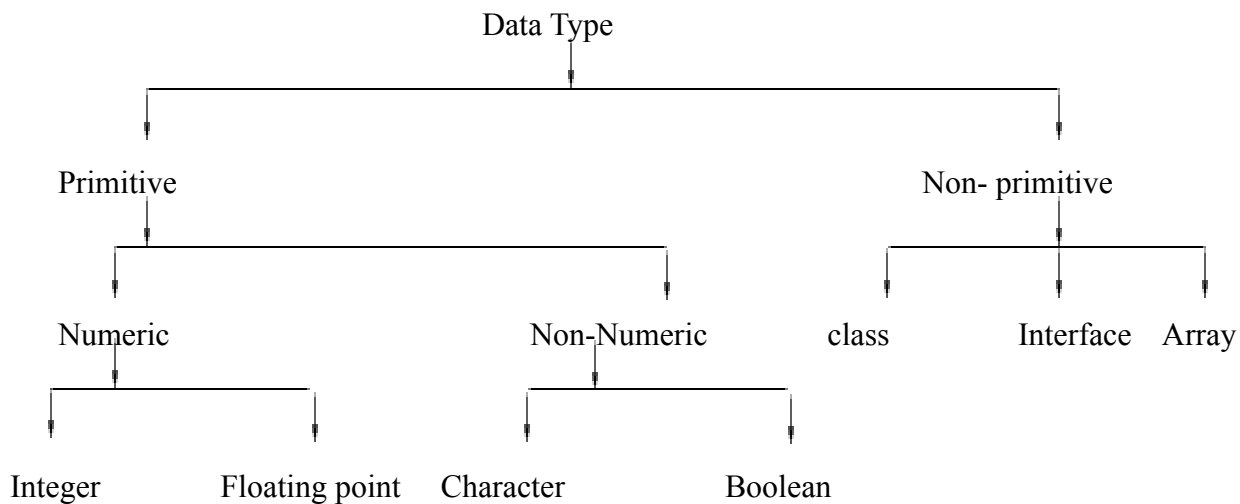 Data Type
Primitive Non- primitive
Numeric Non-Numeric class Interface Array
Integer Floating point Character Boolean